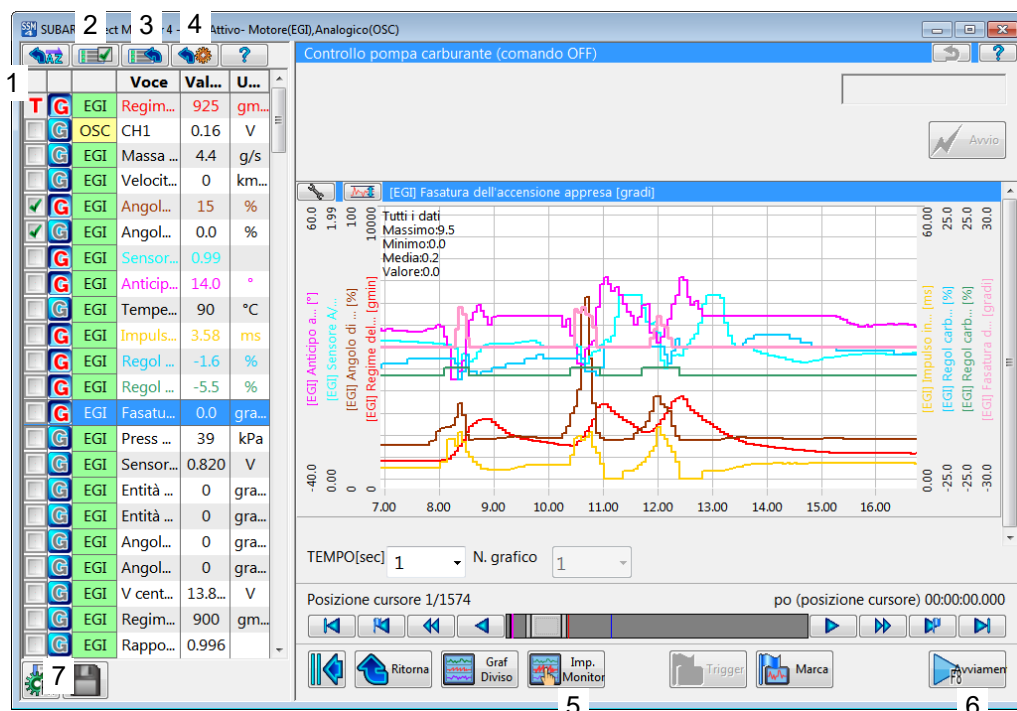 SUBAR ect M r 4 - Atti vo- Motore(EGI),Analogico(OSC)
2 3 4
1
Voce Val... U...
T G EGI Regim... 925 gm...
G OSC CH1 0.16 V
G EGI Massa ... 4.4 g/s
G EGI Velocit... 0 km...
G EGI Angol... 15 %
G EGI Angol... 0.0 %
G EGI Sensor... 0.99
G EGI Anticip... 14.0 °
G EGI Tempe... 90 °C
G EGI Impuls... 3.58 ms
G EGI Regol ... -1.6 %
G EGI Regol ... -5.5 %
G EGI Fasatu... 0.0 gra...
G EGI Press ... 39 kPa
G EGI Sensor... 0.820 V
G EGI Entità ... 0 gra...
G EGI Entità ... 0 gra...
G EGI Angol... 0 gra...
G EGI Angol... 0 gra...
G EGI V cent... 13.8... V
G EGI Regim... 900 gm...
G EGI Rappo... 0.996
7
Controllo pompa carburante (comando OFF)
Avvio
[EGI] Fasatura dell'accensione appresa [gradi]
Tutti i dati
Massimo:9.5
Minimo:0.0
Media:0.2
Valore:0.0
60.0 1.99 100 10000
[EGI] Anticipo a... [°]
[EGI] Sensore A/...
[EGI] Angolo di ... [%]
[EGI] Regime del... [gmin]
-40.0 0.00 0 0
60.00 25.0 25.0 30.0
[EGI] Impulso in... [ms]
[EGI] Regol carb... [%]
[EGI] Regol carb... [%]
[EGI] Fasatura d... [gradi]
0.00 -25.0 -25.0 -30.0
7.00 8.00 9.00 10.00 11.00 12.00 13.00 14.00 15.00 16.00
TEMPO[sec] 1 N. grafico 1
Posizione cursore 1/1574 po (posizione cursore) 00:00:00.000
Ritorna
Graf
Diviso
Imp.
Monitor
Trigger
Marca
Avviamen
F8
5 6